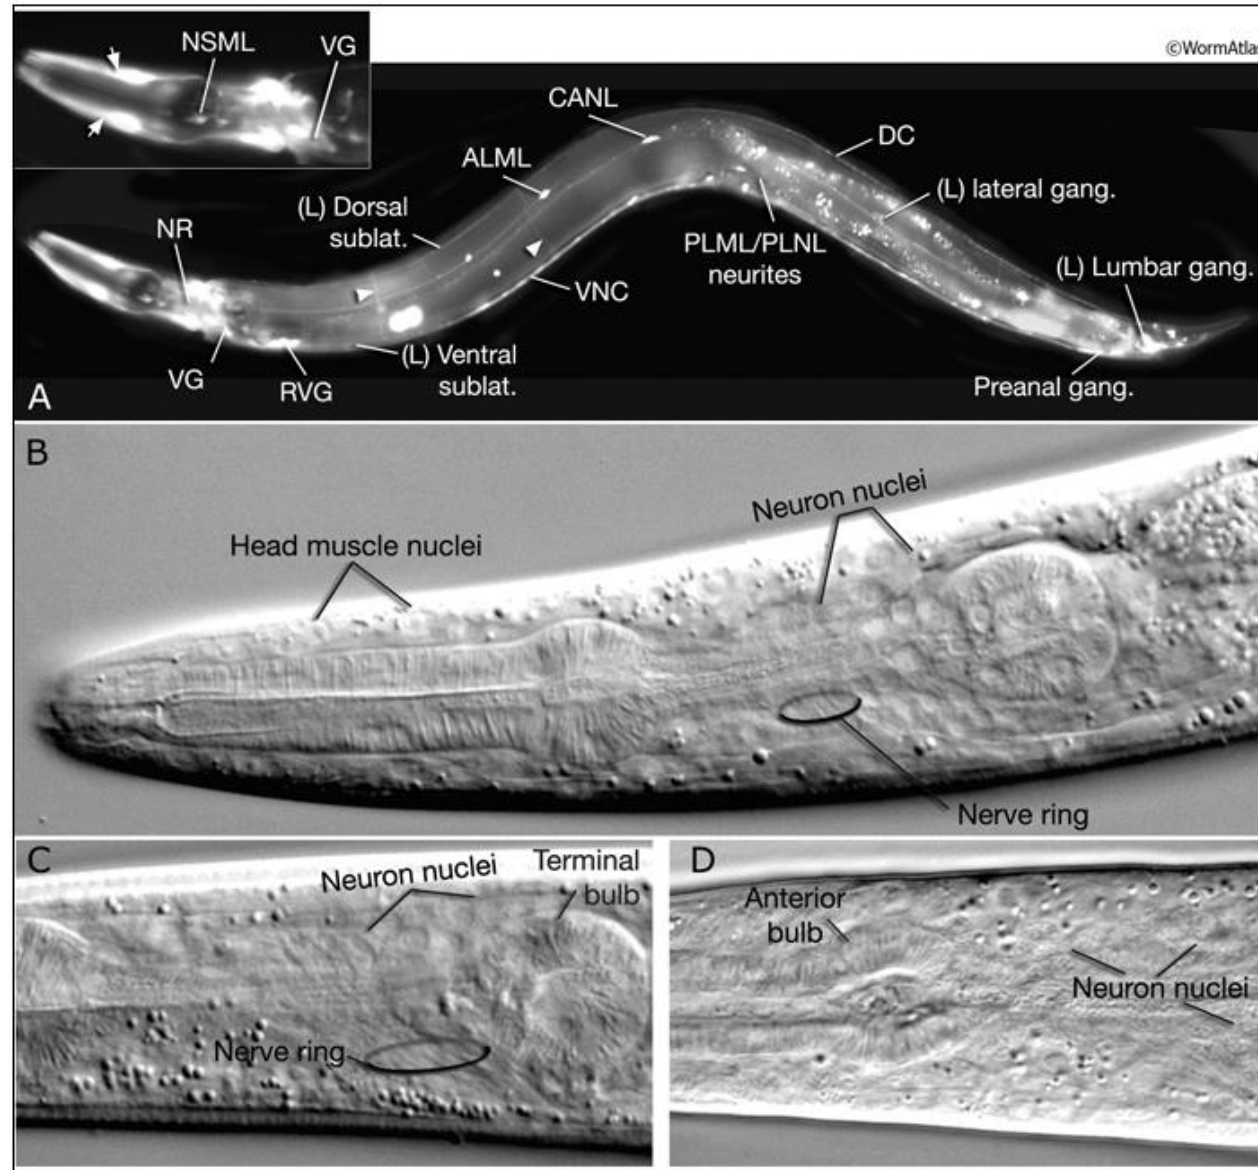 ©WormAtlas
NSML
VG
CANL
DC
ALML
(L) lateral gang.
(L) Dorsal
sublat.
NR
PLML/PLNL
neurites
(L) Lumbar gang.
VNC
(L) Ventral
sublat.
VG
RVG
Preanal gang.
A
B
Neuron nuclei
Head muscle nuclei
Nerve ring
C
Neuron nuclei
Terminal
bulb
Nerve ring
D
Anterior
bulb
Neuron nuclei